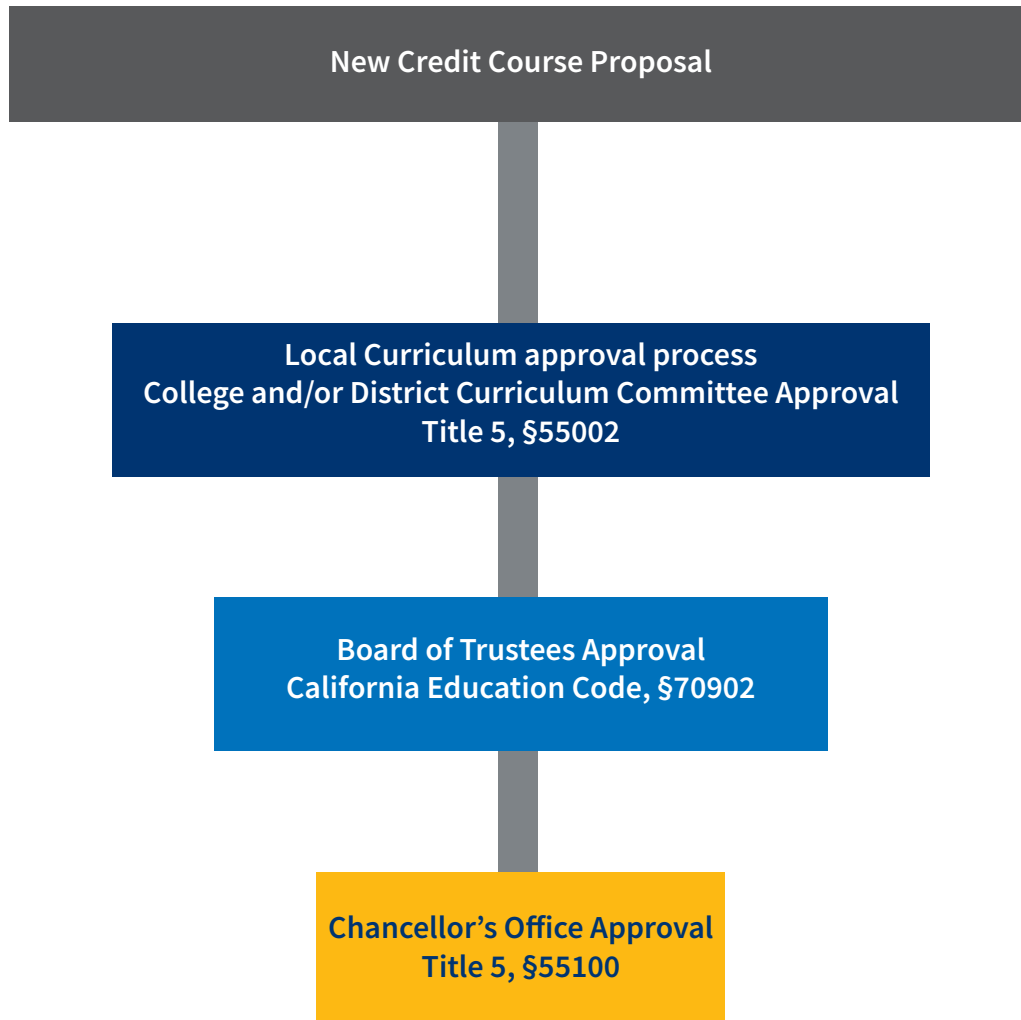 New Credit Course Proposal
Local Curriculum approval process
College and/or District Curriculum Committee Approval
Title 5, §55002
Board of Trustees Approval
California Education Code, §70902
Chancellor’s Office Approval
Title 5, §55100